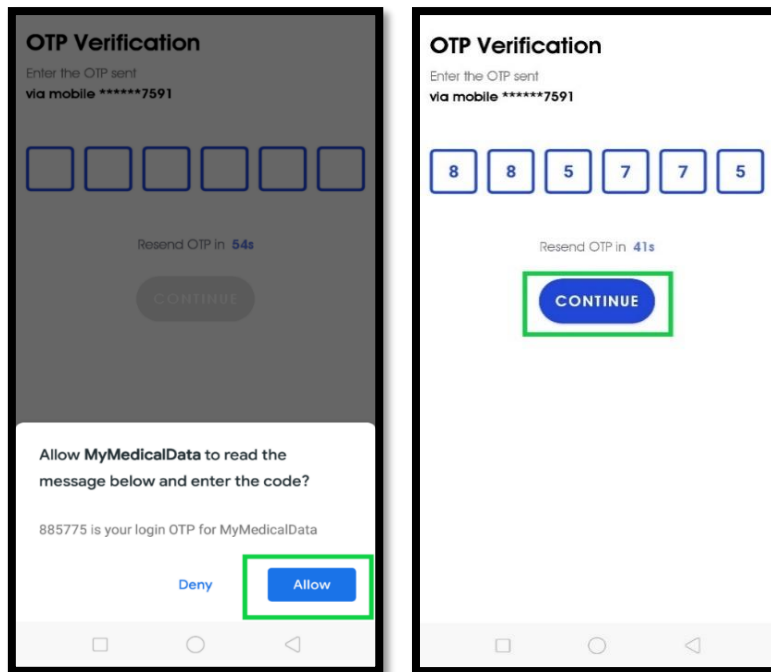 OTP Verification
Enter the OTP sent
via mobile ******7591
Resend OTP in 54s
CONTINUE
Allow MyMedicalData to read the
message below and enter the code?
885775 is your login OTP for MyMedicalData
Deny Allow
OTP Verification
Enter the OTP sent
via mobile ******7591
8 8 5 7 7 5
Resend OTP in 41s
CONTINUE